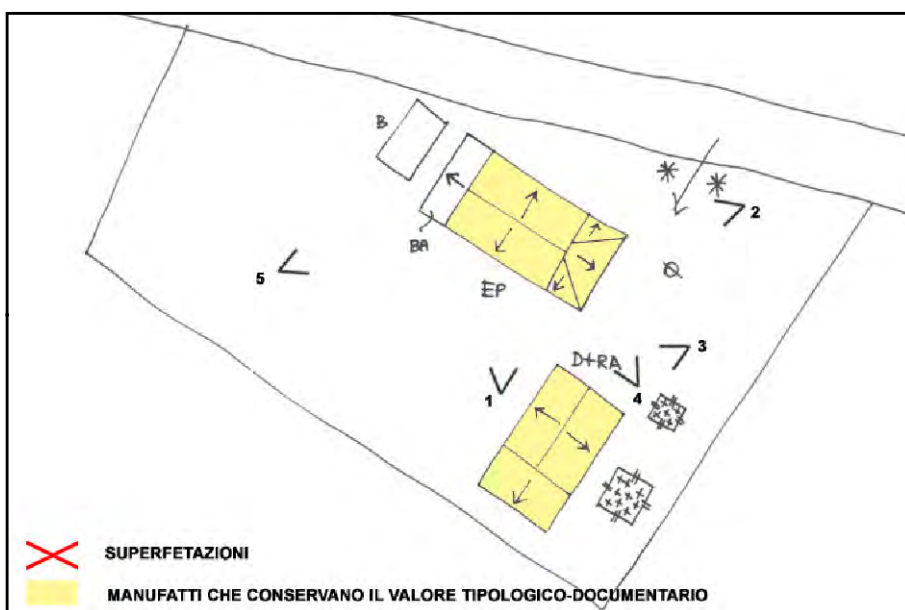 B
2
BA
5
EP
3
D+RA
1
4
SUPERFETAZIONI
MANUFATTI CHE CONSERVANO IL VALORE TIPOLOGICO-DOCUMENTARIO